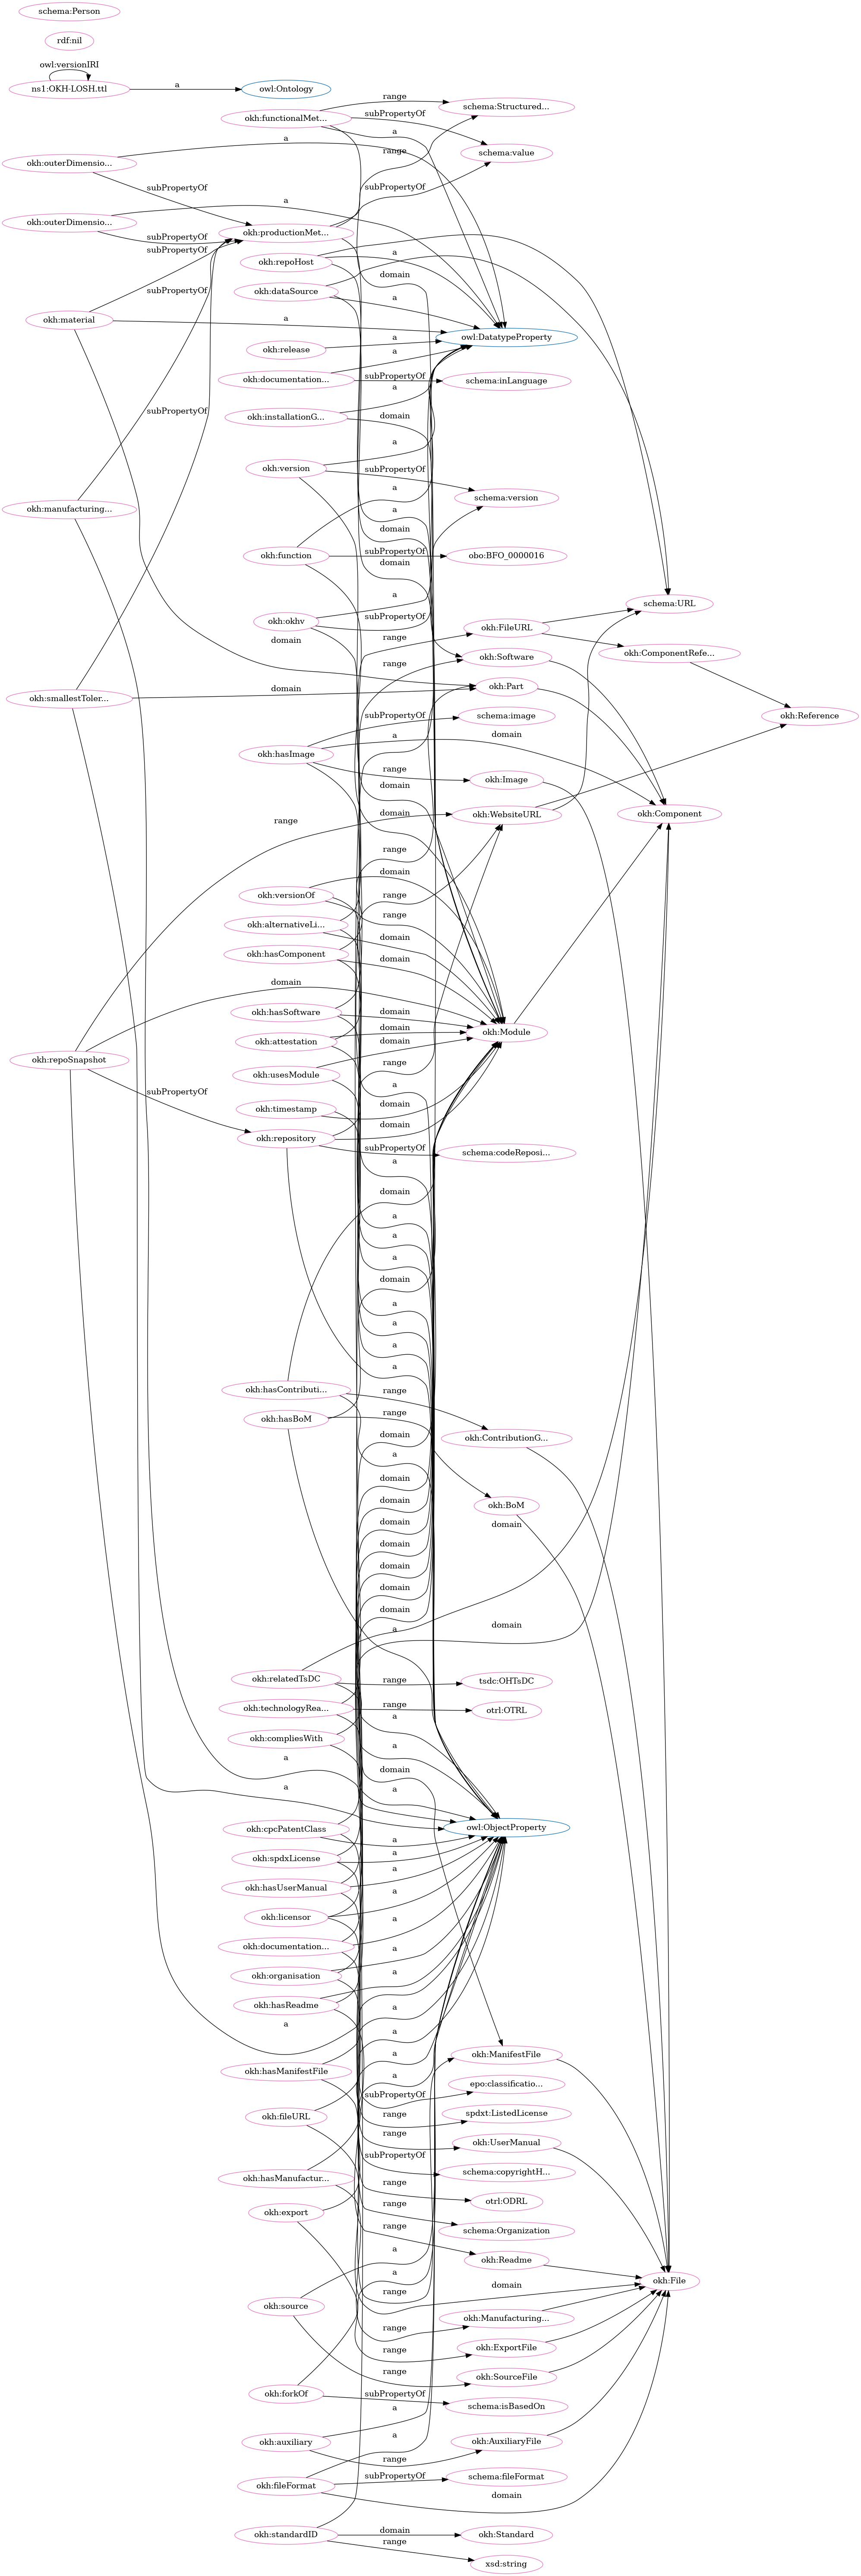 schema:Person
rdf:nil
owl:versionIRI
ns1:OKH-LOSH.ttl
a
owl:Ontology
okh:functionalMet...
range
schema:Structured...
subPropertyOf
a
range
schema:value
okh:outerDimensio...
a
subPropertyOf
subPropertyOf
a
okh:outerDimensio...
subPropertyOf
okh:productionMet...
subPropertyOf
a
okh:repoHost
domain
okh:dataSource
subPropertyOf
a
okh:material
a
owl:DatatypeProperty
a
okh:release
a
okh:documentation...
subPropertyOf
schema:inLanguage
a
subPropertyOf
okh:installationG...
domain
a
okh:version
subPropertyOf
a
schema:version
okh:manufacturing...
a
domain
okh:function
subPropertyOf
obo:BFO_0000016
domain
a
schema:URL
okh:okhv
subPropertyOf
okh:FileURL
domain
range
okh:Software
okh:ComponentRefe...
range
okh:smallestToler...
domain
okh:Part
schema:image
okh:Reference
subPropertyOf
a
domain
okh:hasImage
range
okh:Image
domain
range
domain
okh:WebsiteURL
okh:Component
range
domain
okh:versionOf
range
okh:alternativeLi...
range
domain
okh:hasComponent
domain
domain
okh:hasSoftware
domain
domain
okh:Module
okh:attestation
domain
okh:repoSnapshot
range
okh:usesModule
a
subPropertyOf
domain
okh:timestamp
domain
okh:repository
subPropertyOf
schema:codeReposi...
a
domain
a
a
a
domain
a
a
a
a
okh:hasContributi...
range
okh:hasBoM
range
domain
okh:ContributionG...
a
domain
domain
okh:BoM
domain
domain
domain
domain
domain
domain
domain
a
okh:relatedTsDC
range
tsdc:OHTsDC
okh:technologyRea...
range
otrl:OTRL
a
okh:compliesWith
a
a
domain
a
a
okh:cpcPatentClass
owl:ObjectProperty
a
okh:spdxLicense
a
a
okh:hasUserManual
a
okh:licensor
a
okh:documentation...
a
okh:organisation
a
okh:hasReadme
a
a
a
okh:ManifestFile
okh:hasManifestFile
a
epo:classificatio...
subPropertyOf
range
spdxt:ListedLicense
okh:fileURL
range
okh:UserManual
subPropertyOf
schema:copyrightH...
okh:hasManufactur...
range
otrl:ODRL
range
okh:export
range
schema:Organization
a
okh:Readme
a
okh:File
domain
range
okh:source
okh:Manufacturing...
range
okh:ExportFile
range
range
okh:SourceFile
okh:forkOf
subPropertyOf
schema:isBasedOn
a
okh:auxiliary
a
okh:AuxiliaryFile
range
subPropertyOf
schema:fileFormat
okh:fileFormat
domain
okh:standardID
domain
okh:Standard
range
xsd:string